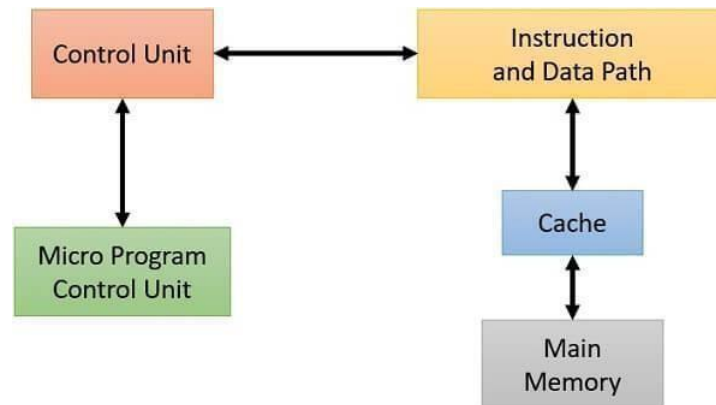 Control Unit
Instruction
and Data Path
Cache
Micro Program
Control Unit
Main
Memory